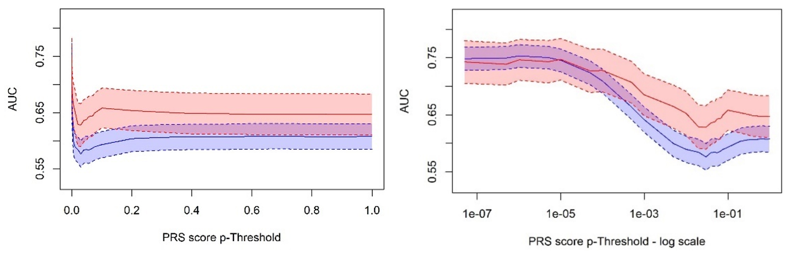 AUC
0.75
0.65
0.55
0.0 0.2 0.4 0.6 0.8 1.0
PRS score p-Threshold
AUC
0.75
0.65
0.55
1e-07 1e-05 1e-03 1e-01
PRS score p-Threshold - log scale